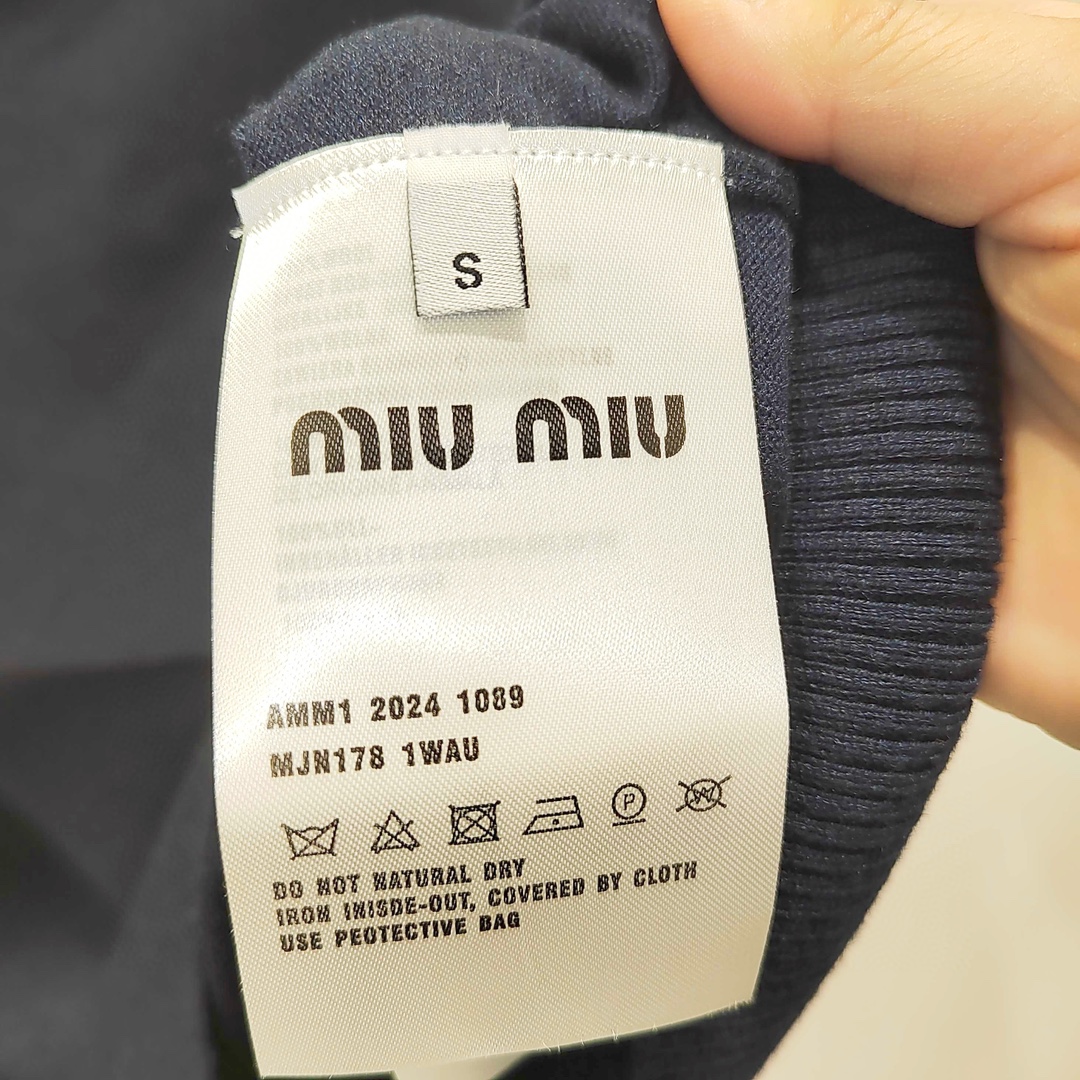 S
MIU MIU
AMM1 2024 1089
MJN178 1WAU
P
W
DO NOT NATURAL DRY
IRON INISDE-OUT, COVERED BY CLOTH
USE PEOTECTIVE BAG